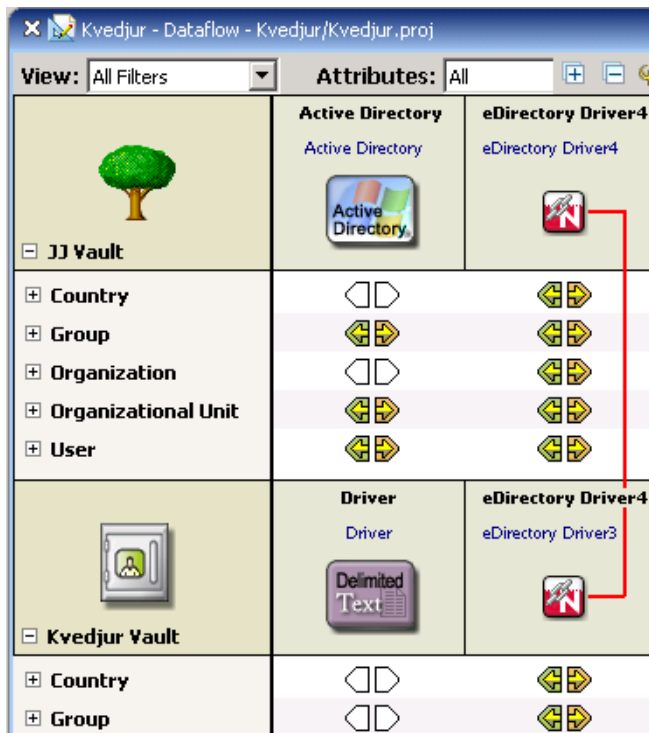 Kvedjur - Dataflow - Kvedjur/Kvedjur.proj
View: All Filters Attributes: All
Active Directory eDirectory Driver4
Active Directory eDirectory Driver4
Active
Directory
N
JJ Vault
Country
Group
Organization
Organizational Unit
User
Driver eDirectory Driver4
Driver eDirectory Driver3
Delimited
Text
N
Kvedjur Vault
Country
Group